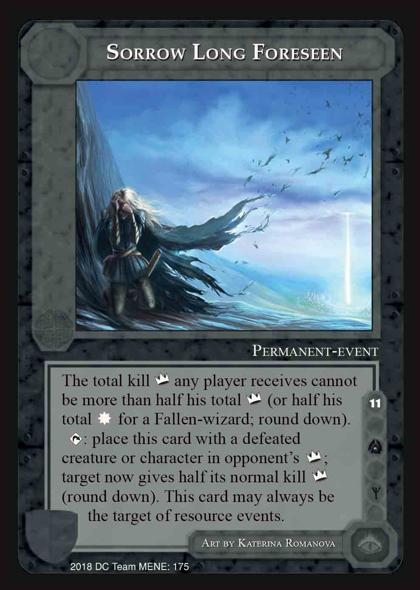 Sorrow Long Foreseen
Permanent-event
The total kill any player receives cannot
be more than half his total (or half his
total for a Fallen-wizard; round down).
: place this card with a defeated
creature or character in opponent's ;
target now gives half its normal kill
(round down). This card may always be
the target of resource events.
11
Art by Katerina Romanova
2018 DC Team MENE: 175